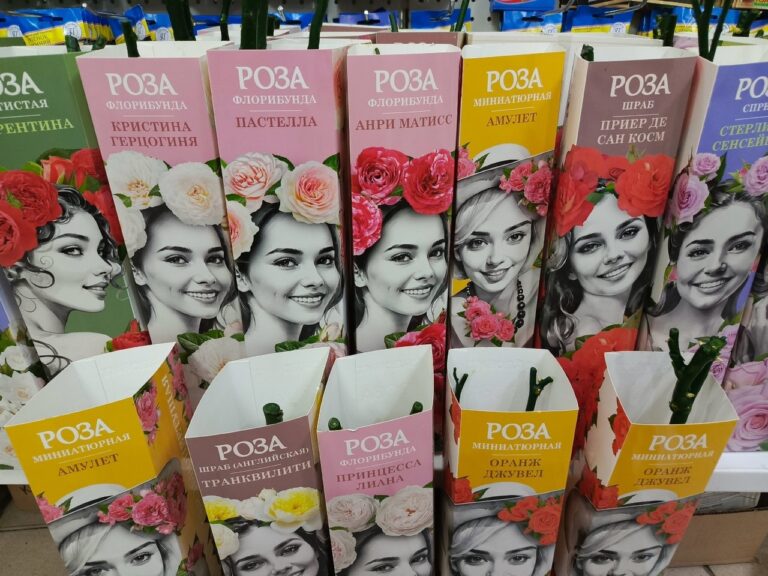 РОЗА
ФЛОРИБУНДА
КРИСТИНА
ГЕРЦОГИНЯ
РОЗА
ФЛОРИБУНДА
ПАСТЕЛЛА
РОЗА
ФЛОРИБУНДА
АНРИ МАТИСС
РОЗА
МИНИАТЮРНАЯ
АМУЛЕТ
РОЗА
ШРАБ
ПРИЕР ДЕ
САН КОСМ
РОЗА
РОЗА
МИНИАТЮРНАЯ
АМУЛЕТ
РОЗА
ШРАБ (АНГЛИЙСКАЯ)
ТРАНКВИЛИТИ
РОЗА
ФЛОРИБУНДА
ПРИНЦЕССА
ЛИАНА
РОЗА
МИНИАТЮРНАЯ
ОРАНЖ
ДЖУВЕЛ
РОЗА
МИНИАТЮРНАЯ
ОРАНЖ
ДЖУВЕЛ